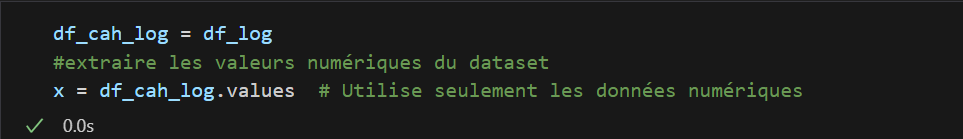 df_cah_log = df_log
#extraire les valeurs numériques du dataset
x = df_cah_log.values  # Utilise seulement les données numériques
0.0s